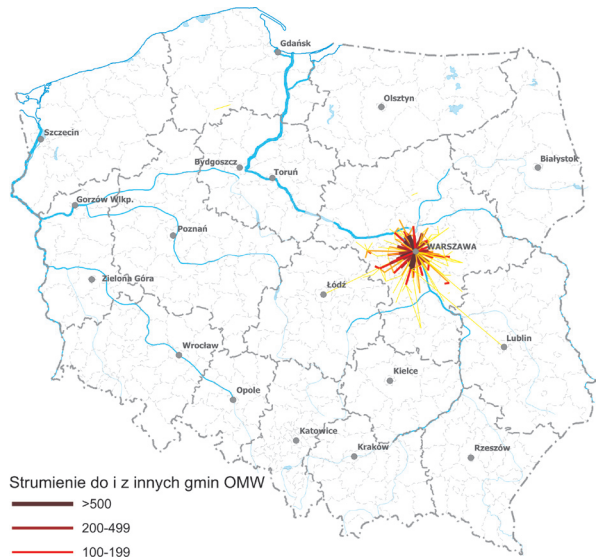 Gdańsk
Olsztyn
Szczecin
Białystok
Bydgoszcz
Toruń
Gorzów Wlkp.
Poznań
WARSZAWA
Zielona Góra
Łódź
Lublin
Wrocław
Kielce
Opole
Katowice
Kraków
Rzeszów
Strumienie do i z innych gmin OMW
>500
200-499
100-199